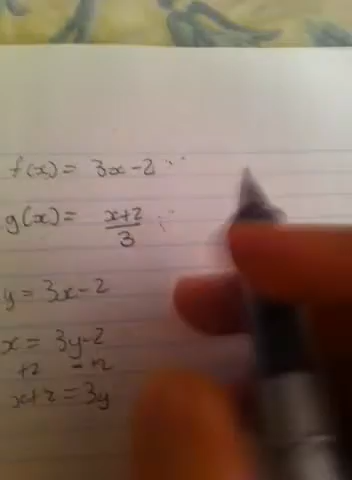 f(x) = 3x-2
g(x) = x+2
3
y = 3x-2
x = 3y-2
+2 = +2
x+2 = 3y